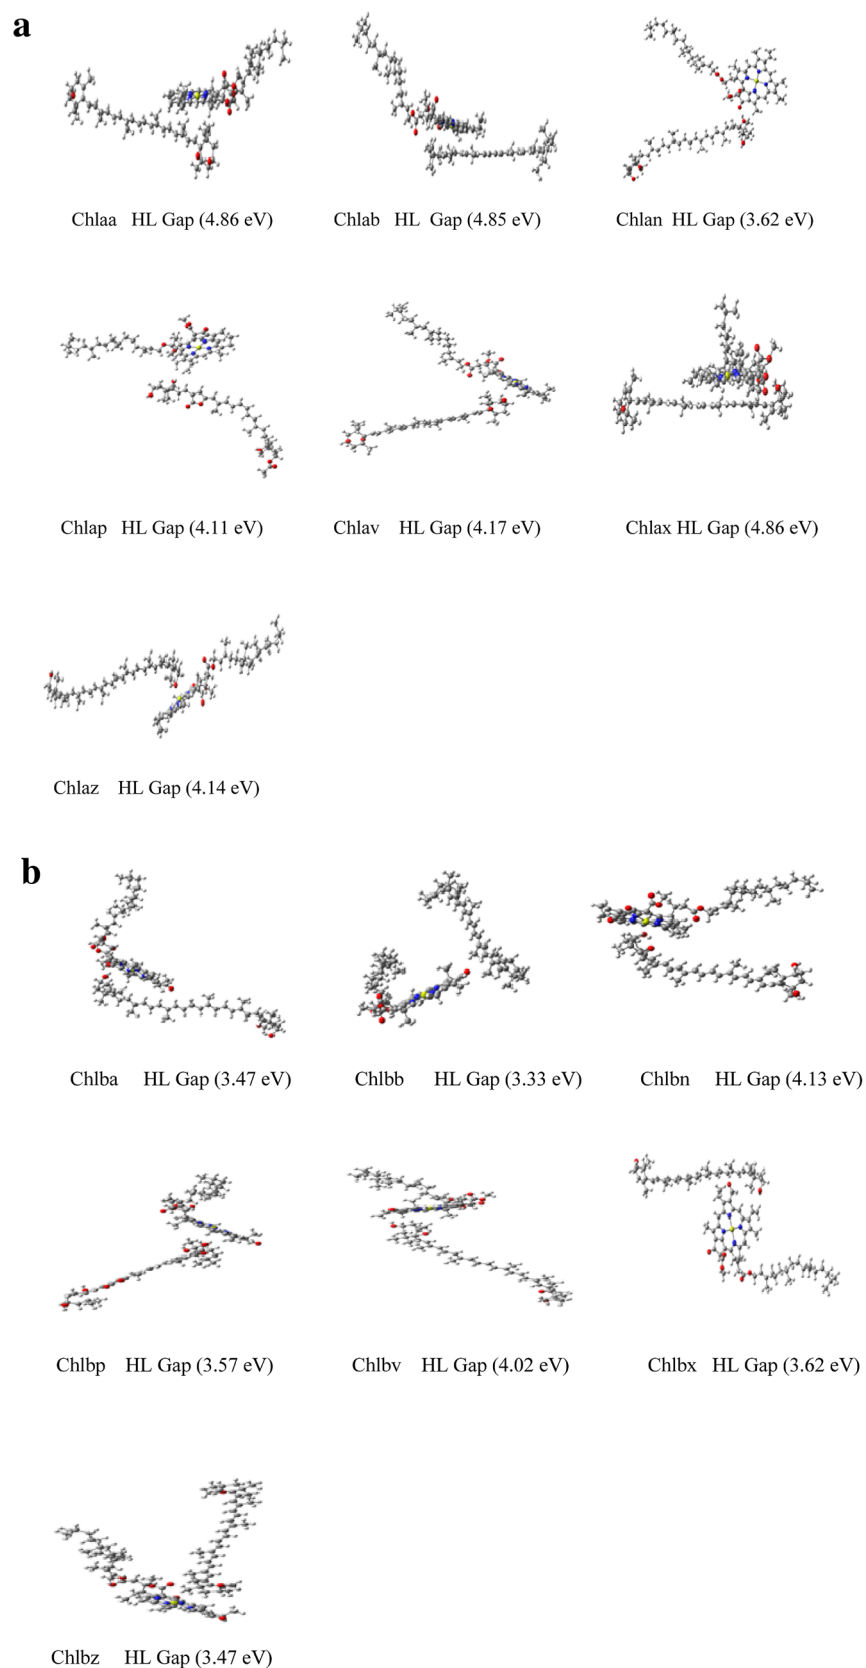 a
Chlaa HL Gap (4.86 eV) Chlab HL Gap (4.85 eV) Chlan HL Gap (3.62 eV)
Chlap HL Gap (4.11 eV) Chlav HL Gap (4.17 eV) Chlax HL Gap (4.86 eV)
Chlaz HL Gap (4.14 eV)
b
Chlba HL Gap (3.47 eV) Chlbb HL Gap (3.33 eV) Chlbn HL Gap (4.13 eV)
Chlbp HL Gap (3.57 eV) Chlbv HL Gap (4.02 eV) Chlbx HL Gap (3.62 eV)
Chlbz HL Gap (3.47 eV)